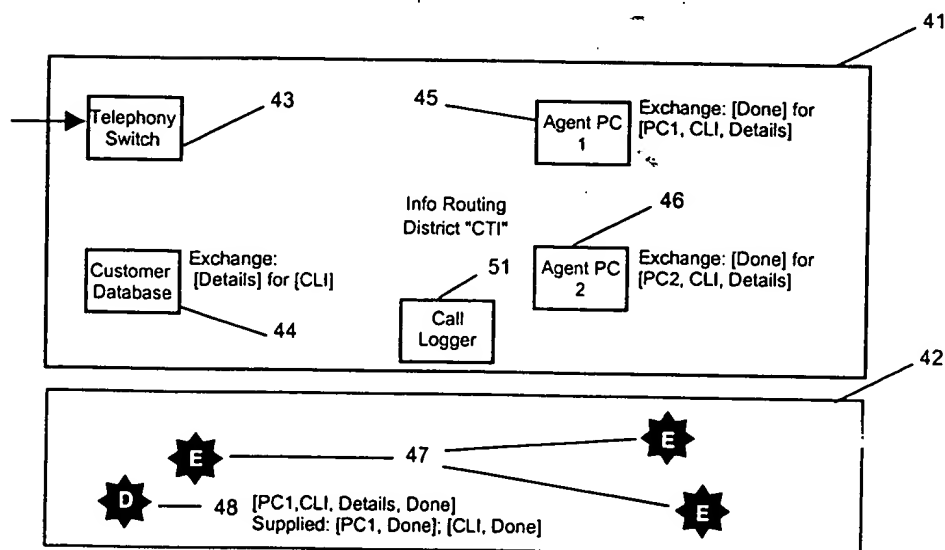 41
Telephony
Switch
43
45
Agent PC
1
Exchange: [Done] for
[PC1, CLI, Details]
Info Routing
District "CTI"
46
Customer
Database
Exchange:
[Details] for [CLI]
44
51
Call
Logger
Agent PC
2
Exchange: [Done] for
[PC2, CLI, Details]
42
E
47
E
D
48
[PC1,CLI, Details, Done]
Supplied: [PC1, Done]; [CLI, Done]
E